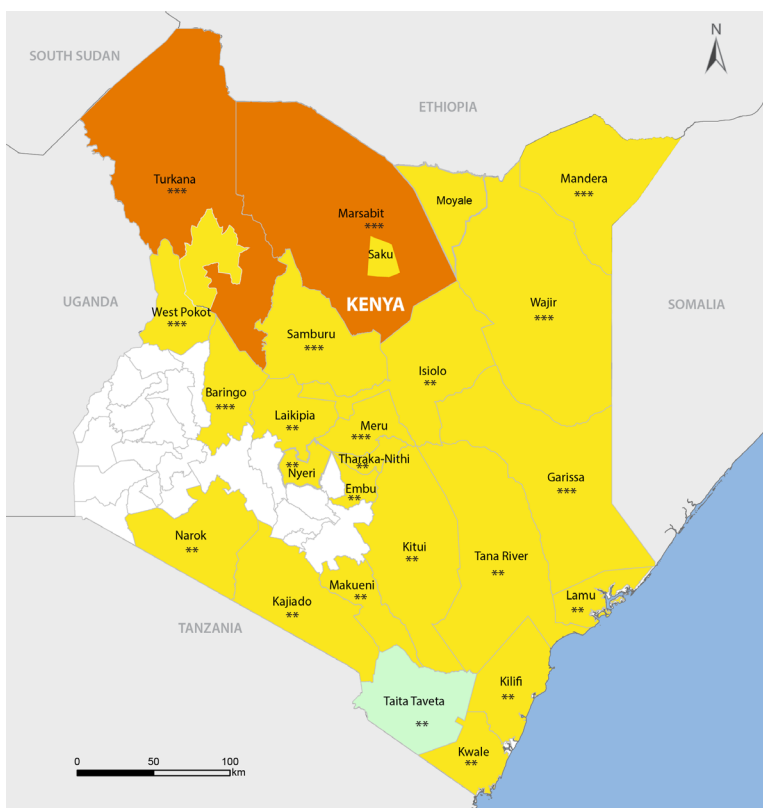 N
SOUTH SUDAN
ETHIOPIA
Turkana
***
Mandera
***
Moyale
Marsabit
***
Saku
UGANDA
KENYA
SOMALIA
West Pokot
***
Wajir
***
Samburu
***
Isiolo
**
Baringo
***
Laikipia
**
Meru
***
Tharaka-Nithi
**
**
Nyeri
Embu
**
Garissa
***
Narok
**
Kitui
**
Tana River
**
Makueni
**
Kajiado
**
Lamu
**
TANZANIA
Kilifi
**
Taita Taveta
**
Kwale
**
0 50 100
km